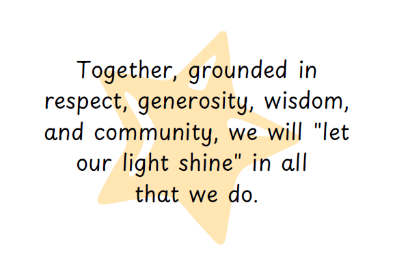 Together, grounded in
respect, generosity, wisdom,
and community, we will "let
our light shine" in all
that we do.